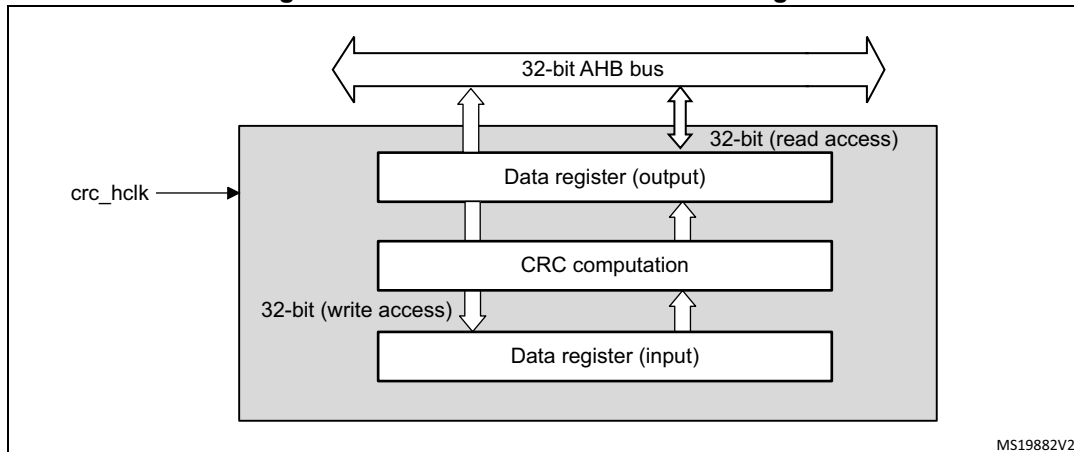 32-bit AHB bus
32-bit (read access)
Data register (output)
crc_hclk
CRC computation
32-bit (write access)
Data register (input)
MS19882V2